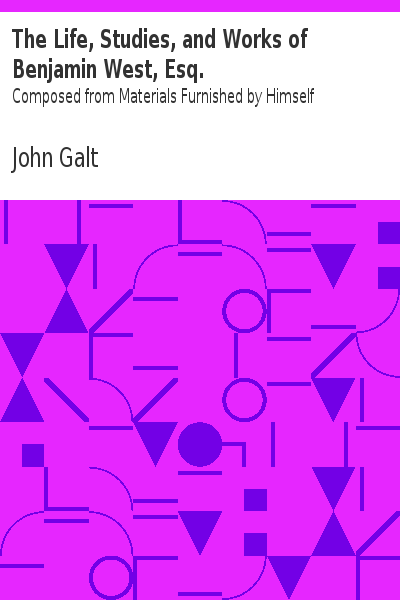 The Life, Studies, and Works of
Benjamin West, Esq.
Composed from Materials Furnished by Himself
John Galt